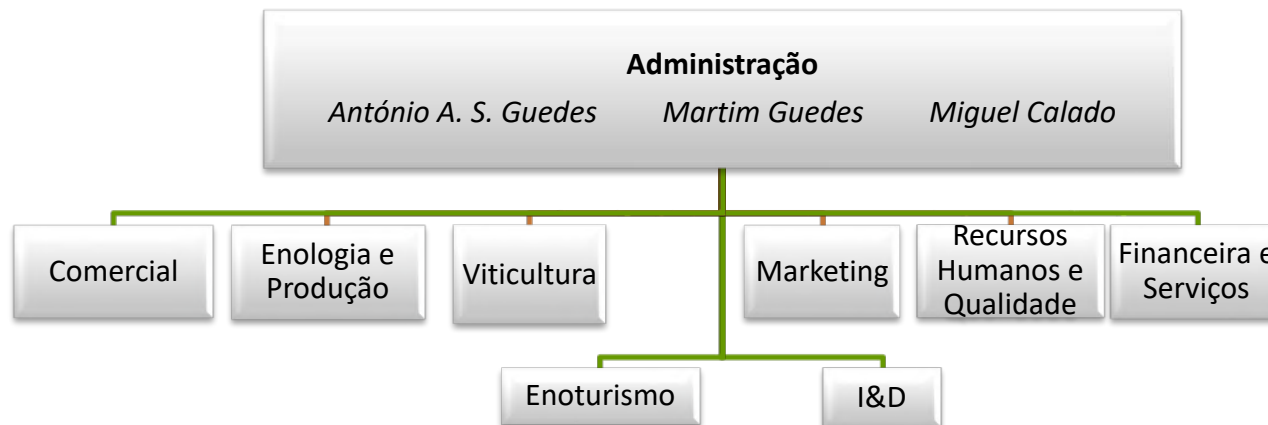 Administração
António A. S. Guedes Martim Guedes Miguel Calado
Comercial
Enologia e
Produção
Viticultura
Marketing
Recursos
Humanos e
Qualidade
Financeira e
Serviços
Enoturismo
I&D